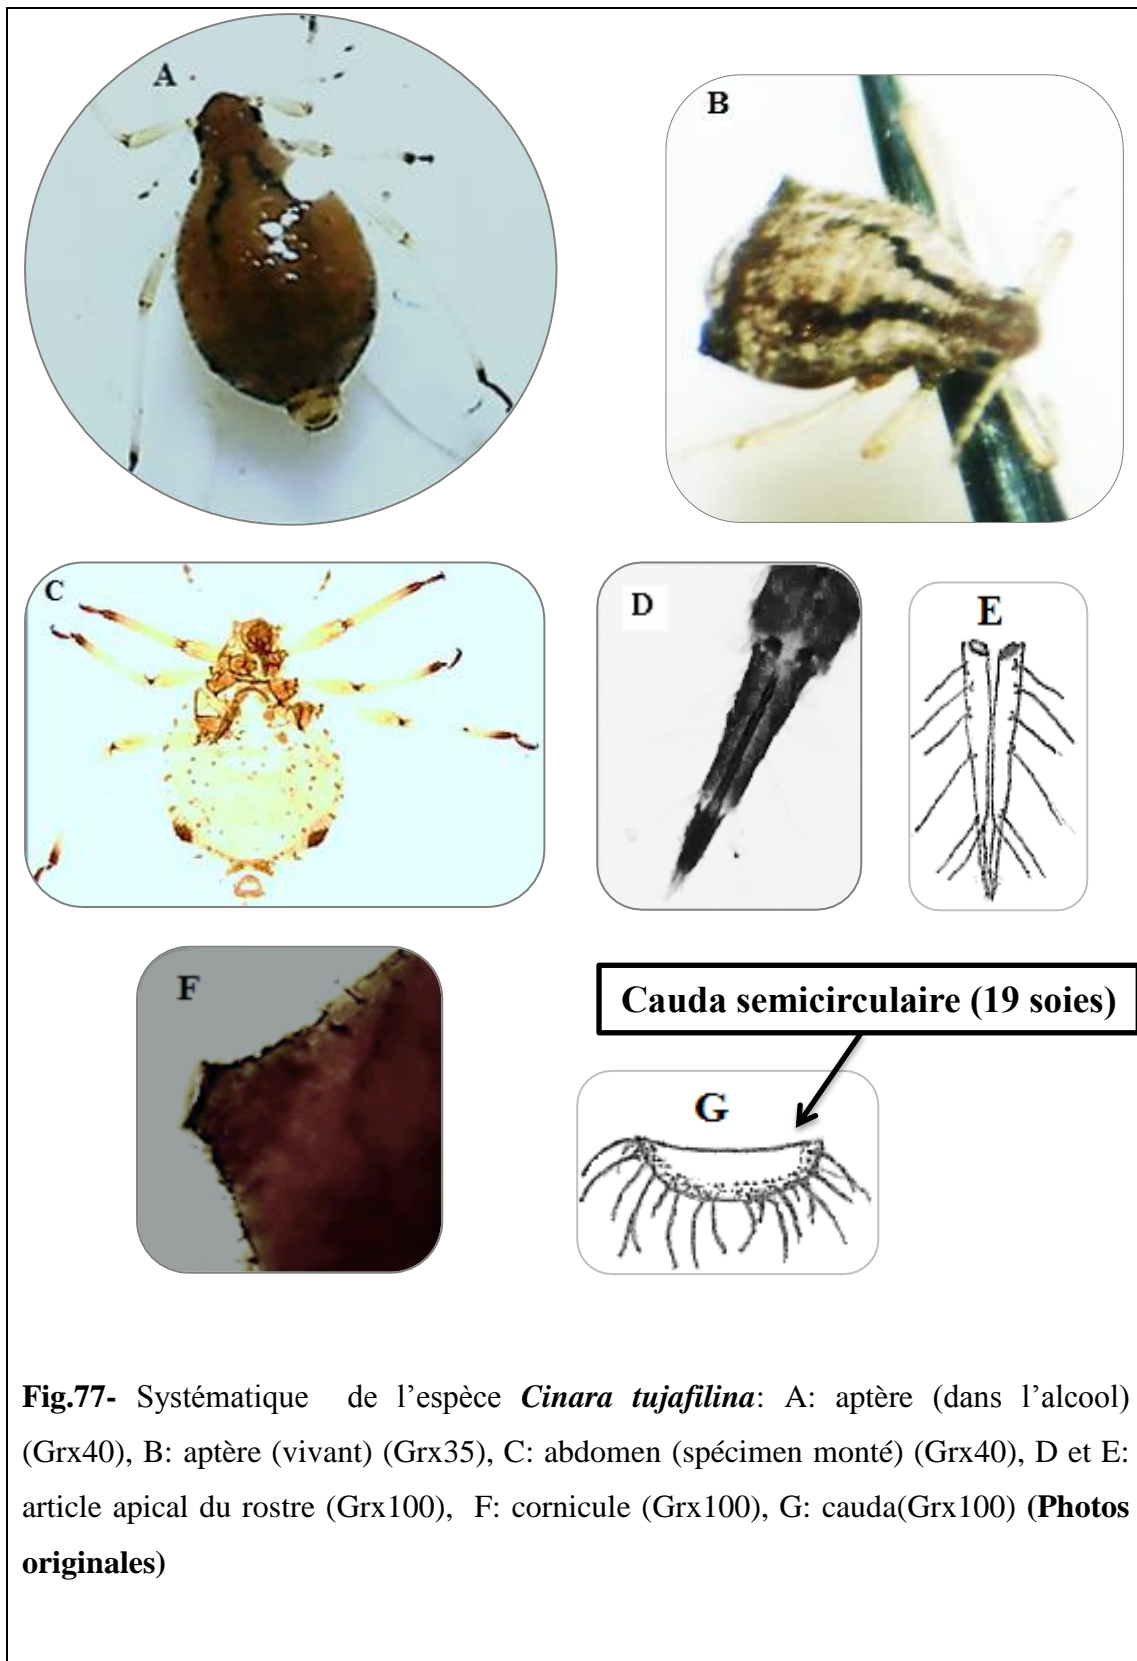 A
B
C
D
E
F
Cauda semicirculaire (19 soies)
G
Fig.77- Systématique de l’espèce Cinara tujafilina: A: aptère (dans l’alcool)
(Grx40), B: aptère (vivant) (Grx35), C: abdomen (spécimen monté) (Grx40), D et E:
article apical du rostre (Grx100), F: cornicule (Grx100), G: cauda(Grx100) (Photos
originales)